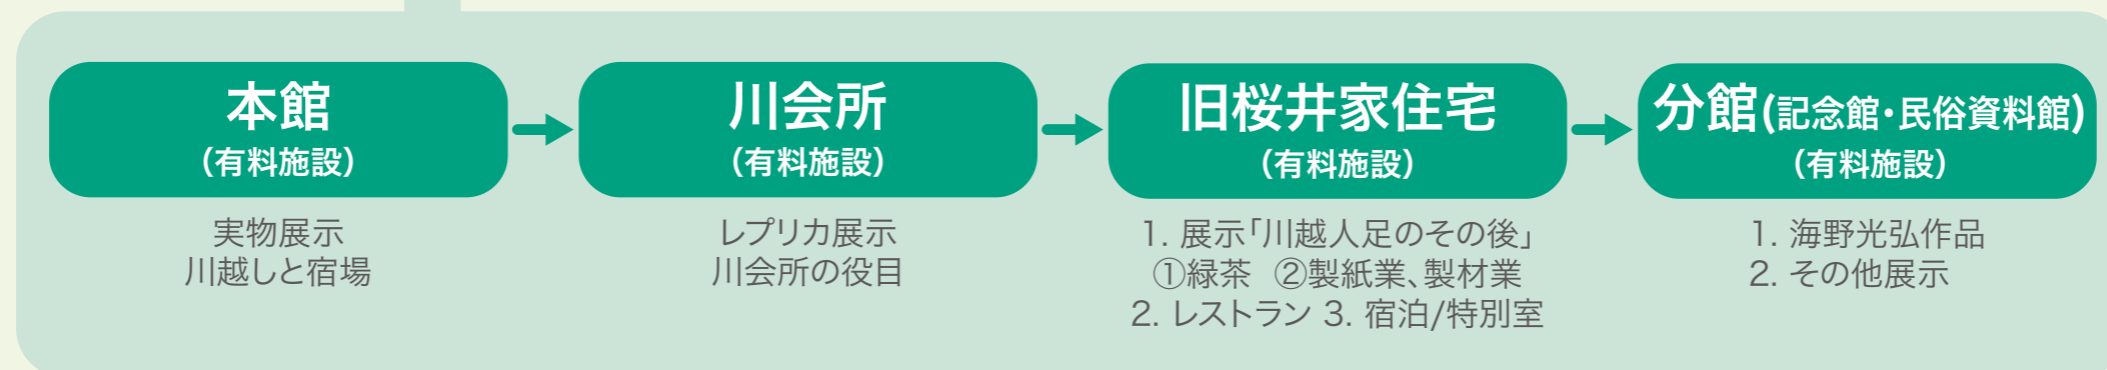 本館
(有料施設)
実物展示
川越しと宿場
川会所
(有料施設)
レプリカ展示
川会所の役目
旧桜井家住宅
(有料施設)
1. 展示「川越人足のその後」
①緑茶 ②製紙業、製材業
2. レストラン 3. 宿泊/特別室
分館(記念館・民俗資料館)
(有料施設)
1. 海野光弘作品
2. その他展示